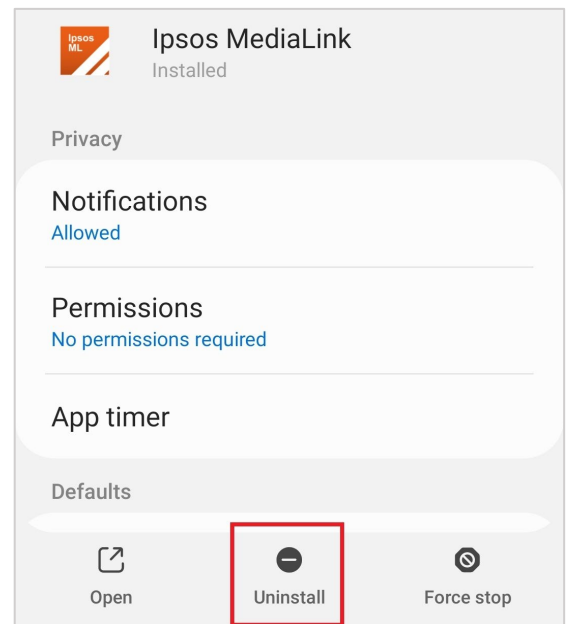 Ipsos
ML
Ipsos MediaLink
Installed
Privacy
Notifications
Allowed
Permissions
No permissions required
App timer
Defaults
Open
Uninstall
Force stop